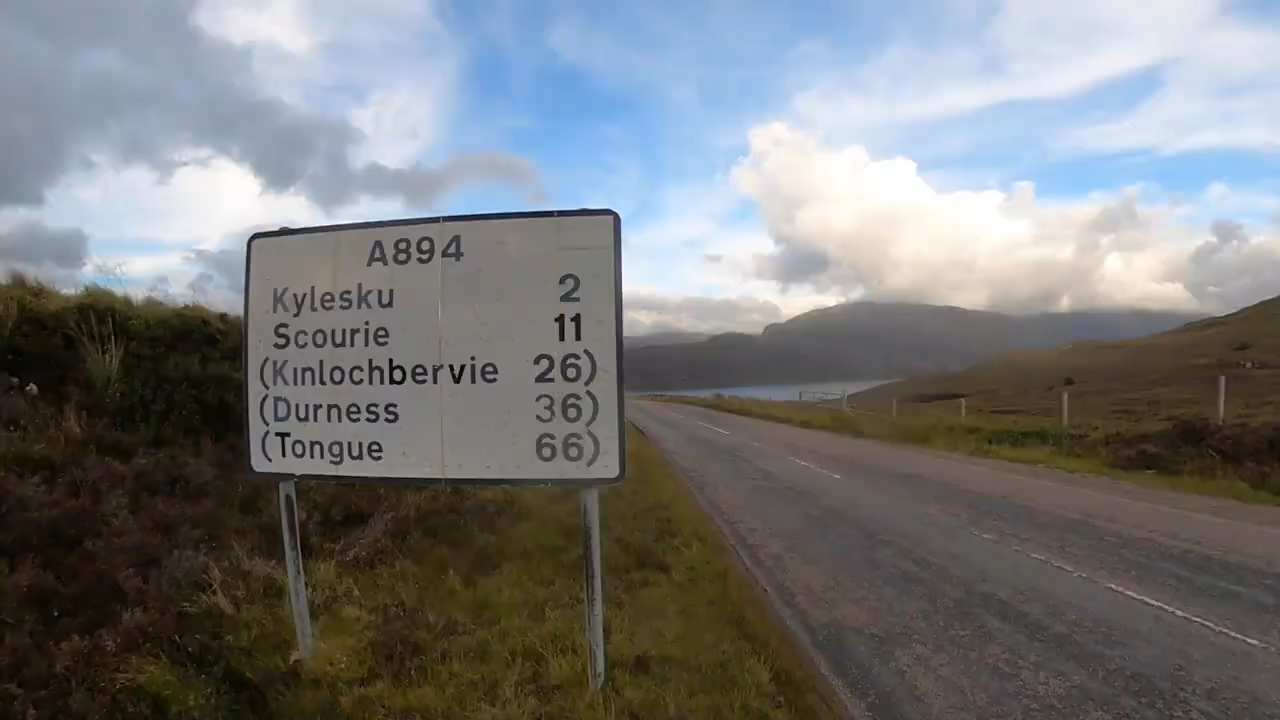 A894
Kylesku 2
Scourie 11
(Kinlochbervie 26)
(Durness 36)
(Tongue 66)